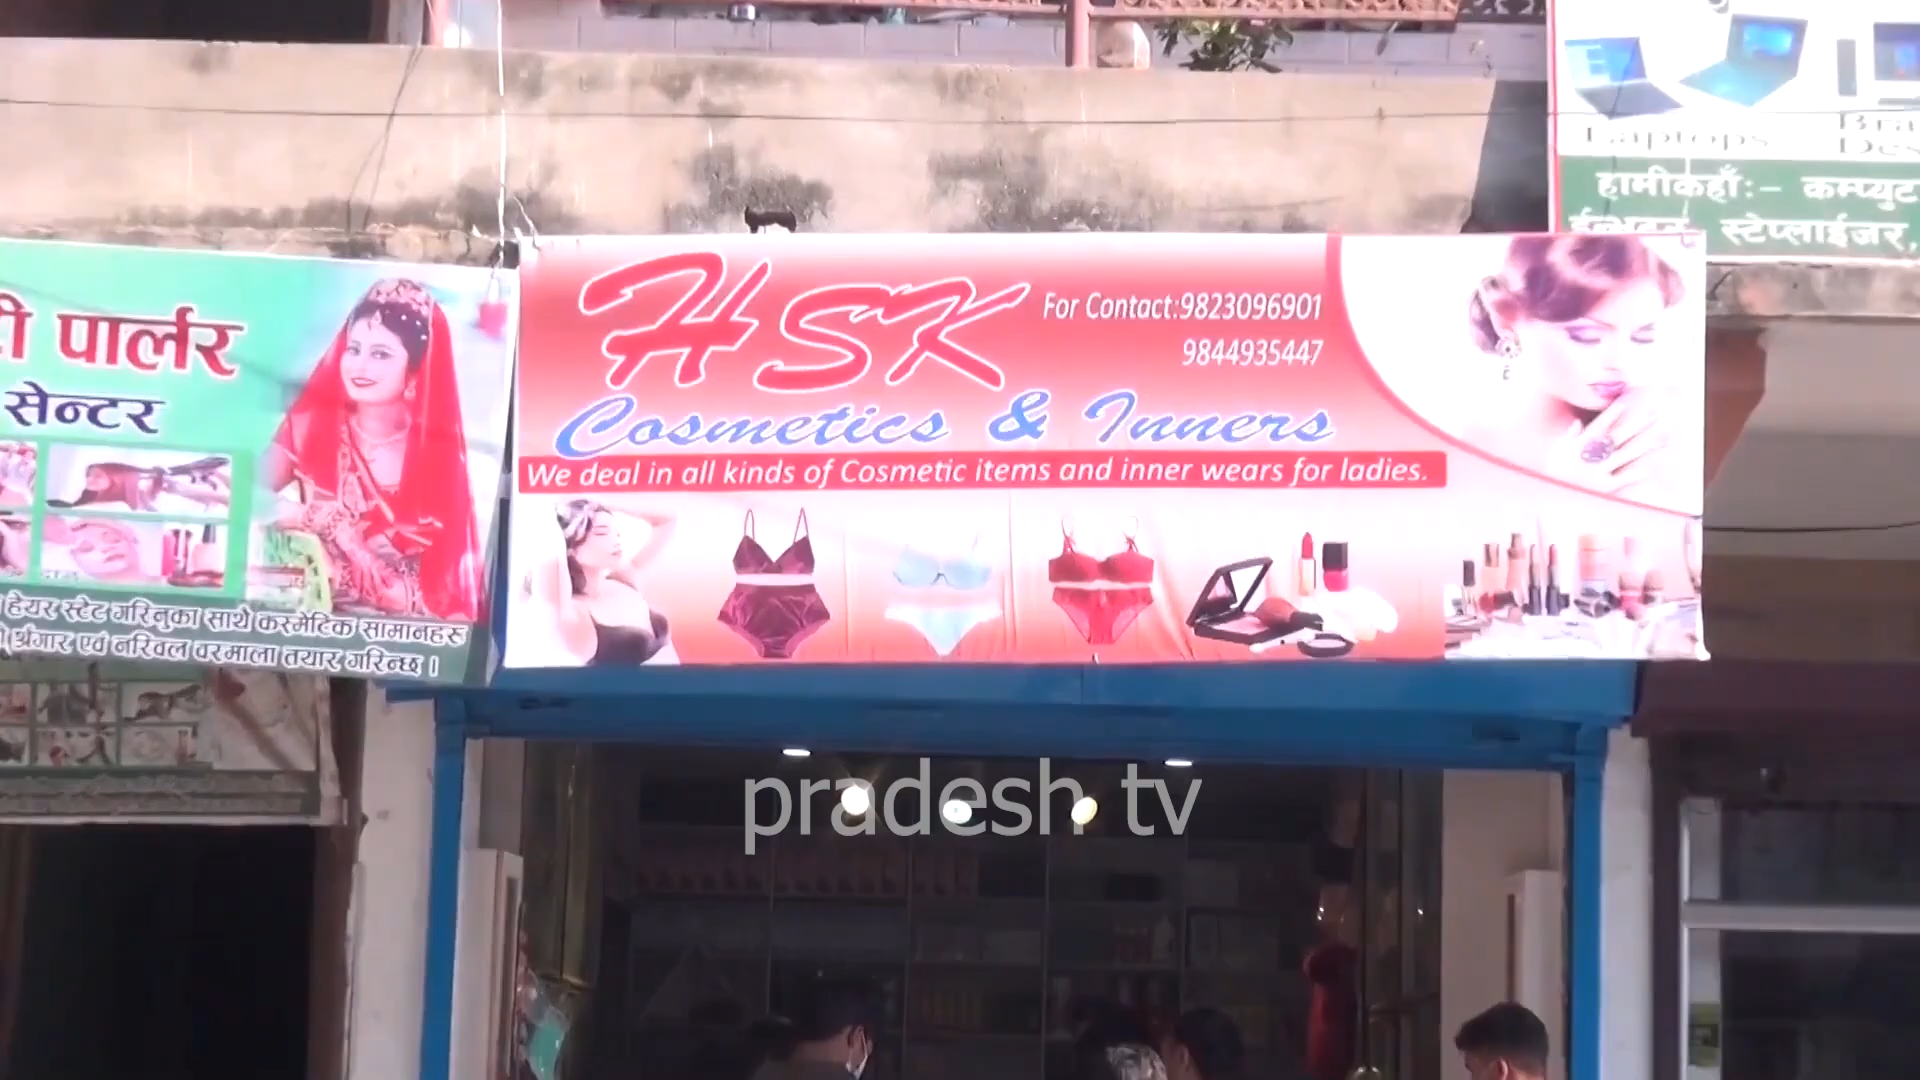 HSK
For Contact:9823096901
9844935447
Cosmetics & Inners
We deal in all kinds of Cosmetic items and inner wears for ladies.
पार्लर
सेन्टर
हेयर स्टेट गरिनुका साथै कस्मेटिक सामानहरु
श्रृंगार एवं नरिवल वरमाला तयार गरिन्छ ।
Laptops
हामीकहाँ:- कम्प्युट
स्टेप्लाईजर,
pradesh tv